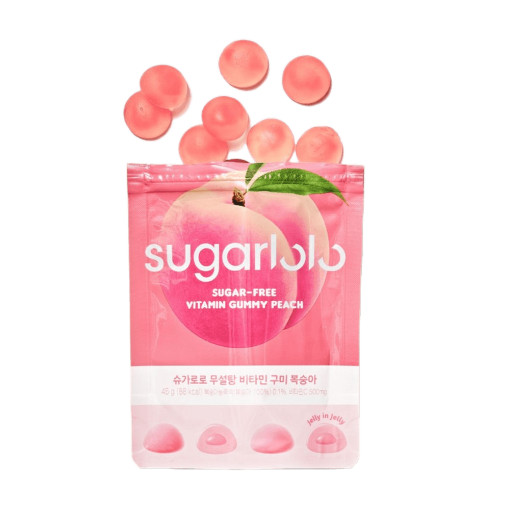 sugarlolo
SUGAR-FREE
VITAMIN GUMMY PEACH
슈가로로 무설탕 비타민 구미 복숭아
45 g
Jelly in Jelly